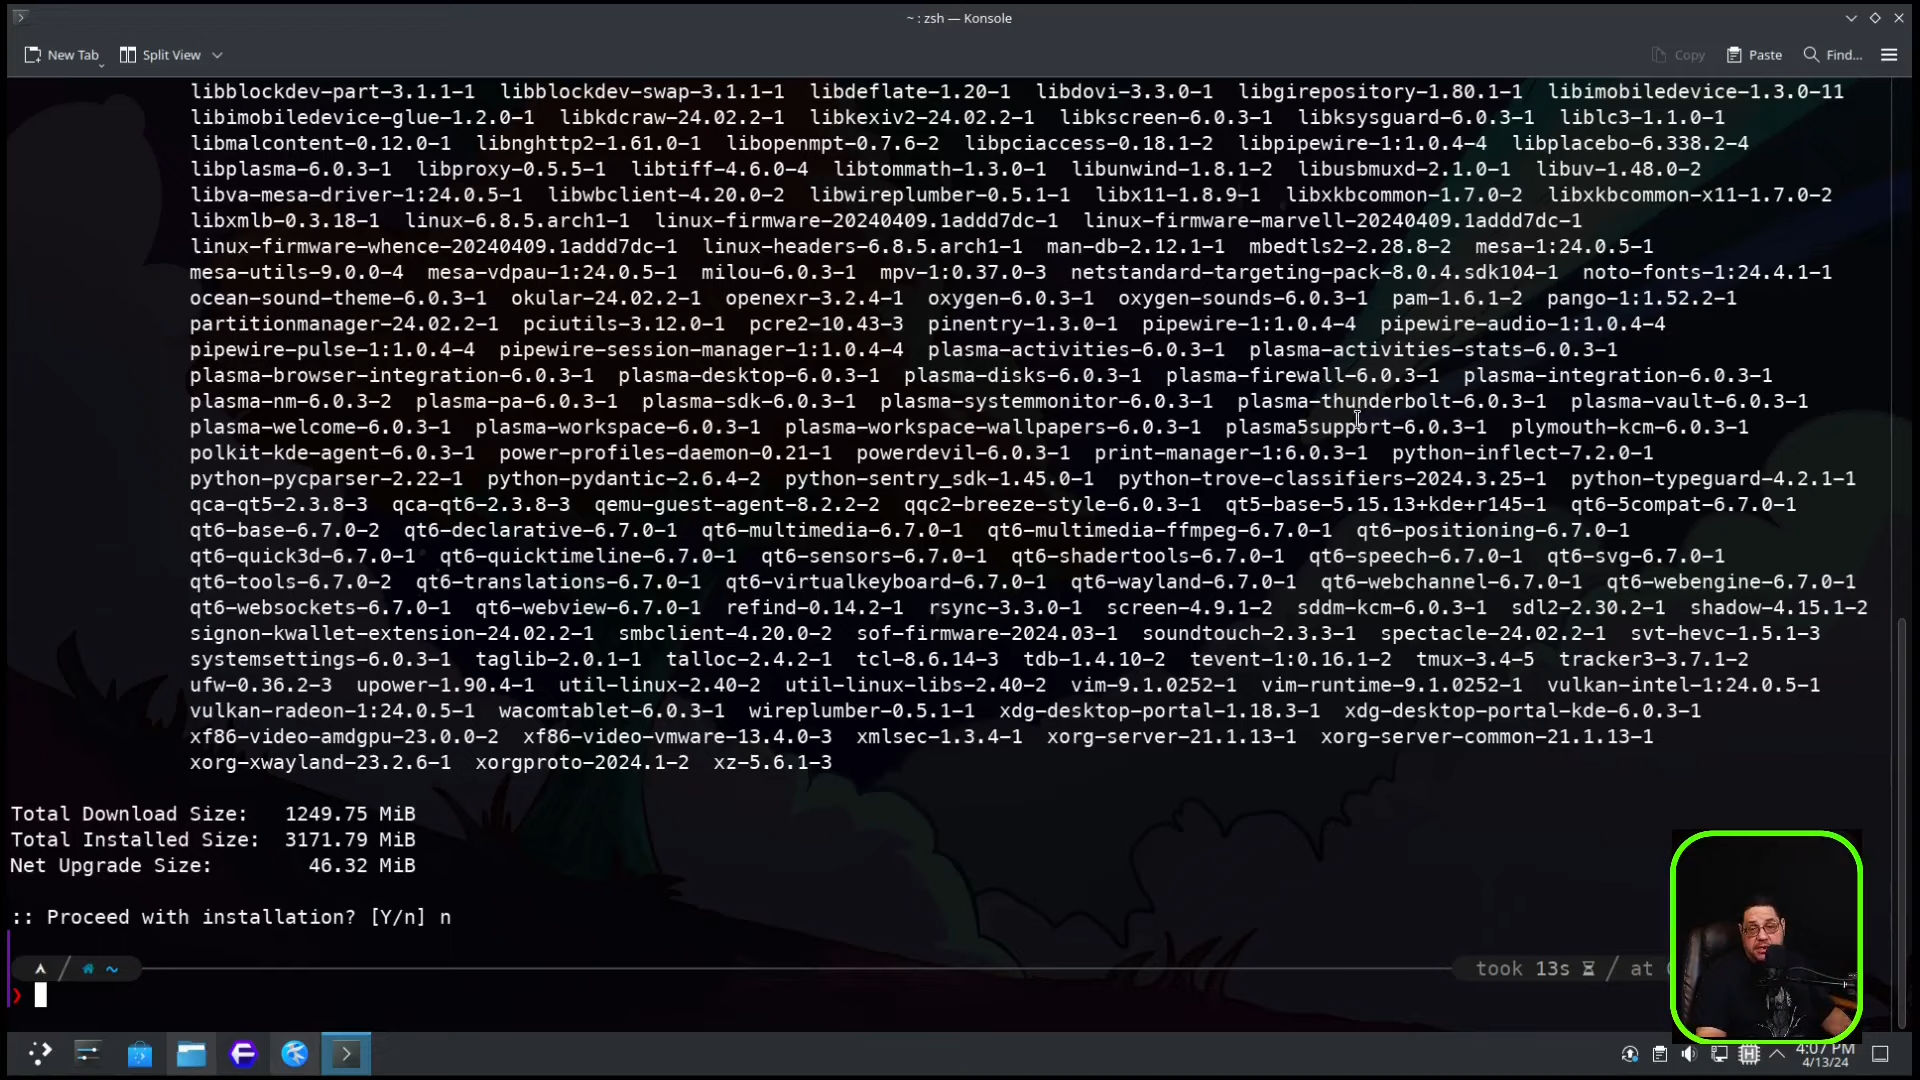 ~ : zsh — Konsole
New Tab Split View Copy Paste Find...
libblockdev-part-3.1.1-1 libblockdev-swap-3.1.1-1 libdeflate-1.20-1 libdovi-3.3.0-1 libgirepository-1.80.1-1 libimobiledevice-1.3.0-11
libimobiledevice-glue-1.2.0-1 libkdcraw-24.02.2-1 libkexiv2-24.02.2-1 libkscreen-6.0.3-1 libksysguard-6.0.3-1 liblc3-1.1.0-1
libmalcontent-0.12.0-1 libnghttp2-1.61.0-1 libopenmpt-0.7.6-2 libpciaccess-0.18.1-2 libpipewire-1:1.0.4-4 libplacebo-6.338.2-4
libplasma-6.0.3-1 libproxy-0.5.5-1 libtiff-4.6.0-4 libtommath-1.3.0-1 libunwind-1.8.1-2 libusbmuxd-2.1.0-1 libuv-1.48.0-2
libva-mesa-driver-1:24.0.5-1 libwbclient-4.20.0-2 libwireplumber-0.5.1-1 libx11-1.8.9-1 libxkbcommon-1.7.0-2 libxkbcommon-x11-1.7.0-2
libxmlb-0.3.18-1 linux-6.8.5.arch1-1 linux-firmware-20240409.1addd7dc-1 linux-firmware-marvell-20240409.1addd7dc-1
linux-firmware-whence-20240409.1addd7dc-1 linux-headers-6.8.5.arch1-1 man-db-2.12.1-1 mbedtls2-2.28.8-2 mesa-1:24.0.5-1
mesa-utils-9.0.0-4 mesa-vdpau-1:24.0.5-1 milou-6.0.3-1 mpv-1:0.37.0-3 netstandard-targeting-pack-8.0.4.sdk104-1 noto-fonts-1:24.4.1-1
ocean-sound-theme-6.0.3-1 okular-24.02.2-1 openexr-3.2.4-1 oxygen-6.0.3-1 oxygen-sounds-6.0.3-1 pam-1.6.1-2 pango-1:1.52.2-1
partitionmanager-24.02.2-1 pciutils-3.12.0-1 pcre2-10.43-3 pinentry-1.3.0-1 pipewire-1:1.0.4-4 pipewire-audio-1:1.0.4-4
pipewire-pulse-1:1.0.4-4 pipewire-session-manager-1:1.0.4-4 plasma-activities-6.0.3-1 plasma-activities-stats-6.0.3-1
plasma-browser-integration-6.0.3-1 plasma-desktop-6.0.3-1 plasma-disks-6.0.3-1 plasma-firewall-6.0.3-1 plasma-integration-6.0.3-1
plasma-nm-6.0.3-2 plasma-pa-6.0.3-1 plasma-sdk-6.0.3-1 plasma-systemmonitor-6.0.3-1 plasma-thunderbolt-6.0.3-1 plasma-vault-6.0.3-1
plasma-welcome-6.0.3-1 plasma-workspace-6.0.3-1 plasma-workspace-wallpapers-6.0.3-1 plasma5support-6.0.3-1 plymouth-kcm-6.0.3-1
polkit-kde-agent-6.0.3-1 power-profiles-daemon-0.21-1 powerdevil-6.0.3-1 print-manager-1:6.0.3-1 python-inflect-7.2.0-1
python-pycparser-2.22-1 python-pydantic-2.6.4-2 python-sentry_sdk-1.45.0-1 python-trove-classifiers-2024.3.25-1 python-typeguard-4.2.1-1
qca-qt5-2.3.8-3 qca-qt6-2.3.8-3 qemu-guest-agent-8.2.2-2 qqc2-breeze-style-6.0.3-1 qt5-base-5.15.13+kde+r145-1 qt6-5compat-6.7.0-1
qt6-base-6.7.0-2 qt6-declarative-6.7.0-1 qt6-multimedia-6.7.0-1 qt6-multimedia-ffmpeg-6.7.0-1 qt6-positioning-6.7.0-1
qt6-quick3d-6.7.0-1 qt6-quicktimeline-6.7.0-1 qt6-sensors-6.7.0-1 qt6-shadertools-6.7.0-1 qt6-speech-6.7.0-1 qt6-svg-6.7.0-1
qt6-tools-6.7.0-2 qt6-translations-6.7.0-1 qt6-virtualkeyboard-6.7.0-1 qt6-wayland-6.7.0-1 qt6-webchannel-6.7.0-1 qt6-webengine-6.7.0-1
qt6-websockets-6.7.0-1 qt6-webview-6.7.0-1 refind-0.14.2-1 rsync-3.3.0-1 screen-4.9.1-2 sddm-kcm-6.0.3-1 sdl2-2.30.2-1 shadow-4.15.1-2
signon-kwallet-extension-24.02.2-1 smbclient-4.20.0-2 sof-firmware-2024.03-1 soundtouch-2.3.3-1 spectacle-24.02.2-1 svt-hevc-1.5.1-3
systemsettings-6.0.3-1 taglib-2.0.1-1 talloc-2.4.2-1 tcl-8.6.14-3 tdb-1.4.10-2 tevent-1:0.16.1-2 tmux-3.4-5 tracker3-3.7.1-2
ufw-0.36.2-3 upower-1.90.4-1 util-linux-2.40-2 util-linux-libs-2.40-2 vim-9.1.0252-1 vim-runtime-9.1.0252-1 vulkan-intel-1:24.0.5-1
vulkan-radeon-1:24.0.5-1 wacomtablet-6.0.3-1 wireplumber-0.5.1-1 xdg-desktop-portal-1.18.3-1 xdg-desktop-portal-kde-6.0.3-1
xf86-video-amdgpu-23.0.0-2 xf86-video-vmware-13.4.0-3 xmlsec-1.3.4-1 xorg-server-21.1.13-1 xorg-server-common-21.1.13-1
xorg-xwayland-23.2.6-1 xorgproto-2024.1-2 xz-5.6.1-3
Total Download Size: 1249.75 MiB
Total Installed Size: 3171.79 MiB
Net Upgrade Size: 46.32 MiB
:: Proceed with installation? [Y/n] n
/ ~ took 13s / at
❯
4:07 PM
4/13/24